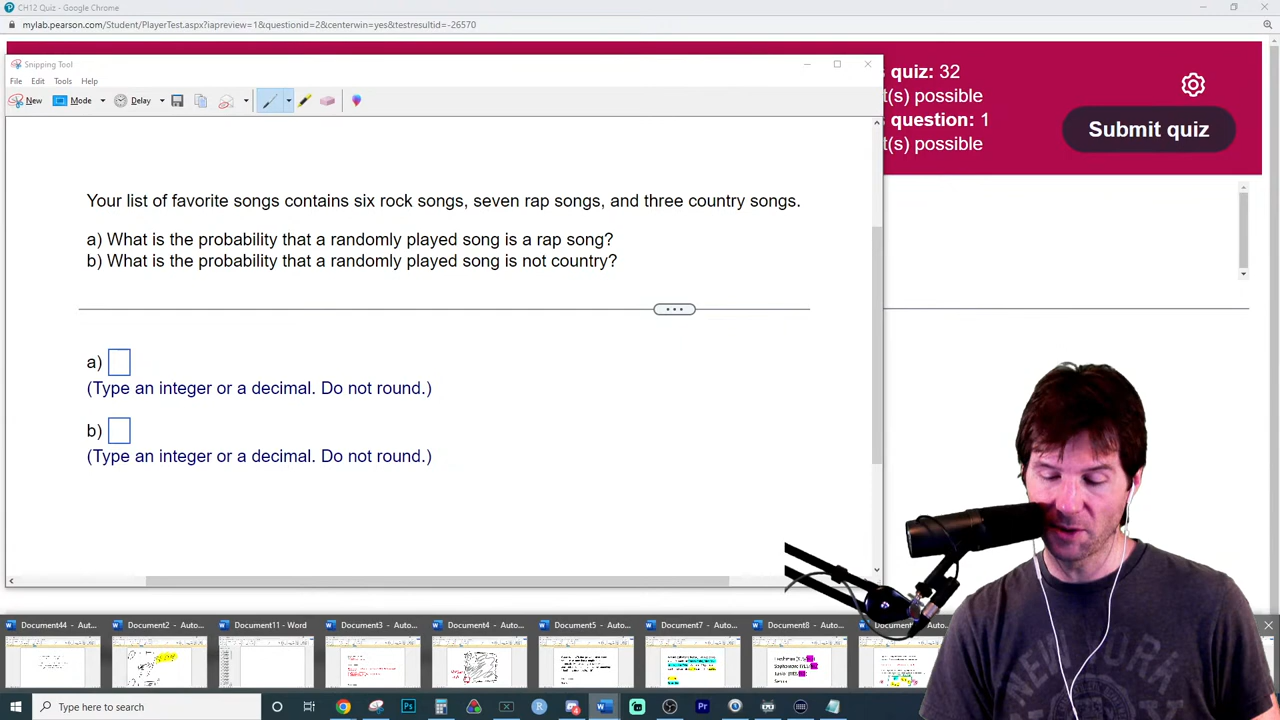 CH12 Quiz - Google Chrome
mylab.pearson.com/Student/PlayerTest.aspx?iapreview=1&questionid=2&centerwin=yes&testresultid=-26570
Snipping Tool
File Edit Tools Help
New Mode Delay
s quiz: 32
t(s) possible
s question: 1
t(s) possible
Submit quiz
Your list of favorite songs contains six rock songs, seven rap songs, and three country songs.
a) What is the probability that a randomly played song is a rap song?
b) What is the probability that a randomly played song is not country?
a)
(Type an integer or a decimal. Do not round.)
b)
(Type an integer or a decimal. Do not round.)
Document44 - Auto... Document2 - Auto... Document11 - Word Document3 - Auto... Document4 - Auto... Document5 - Auto... Document7 - Auto... Document8 - Auto...
Type here to search